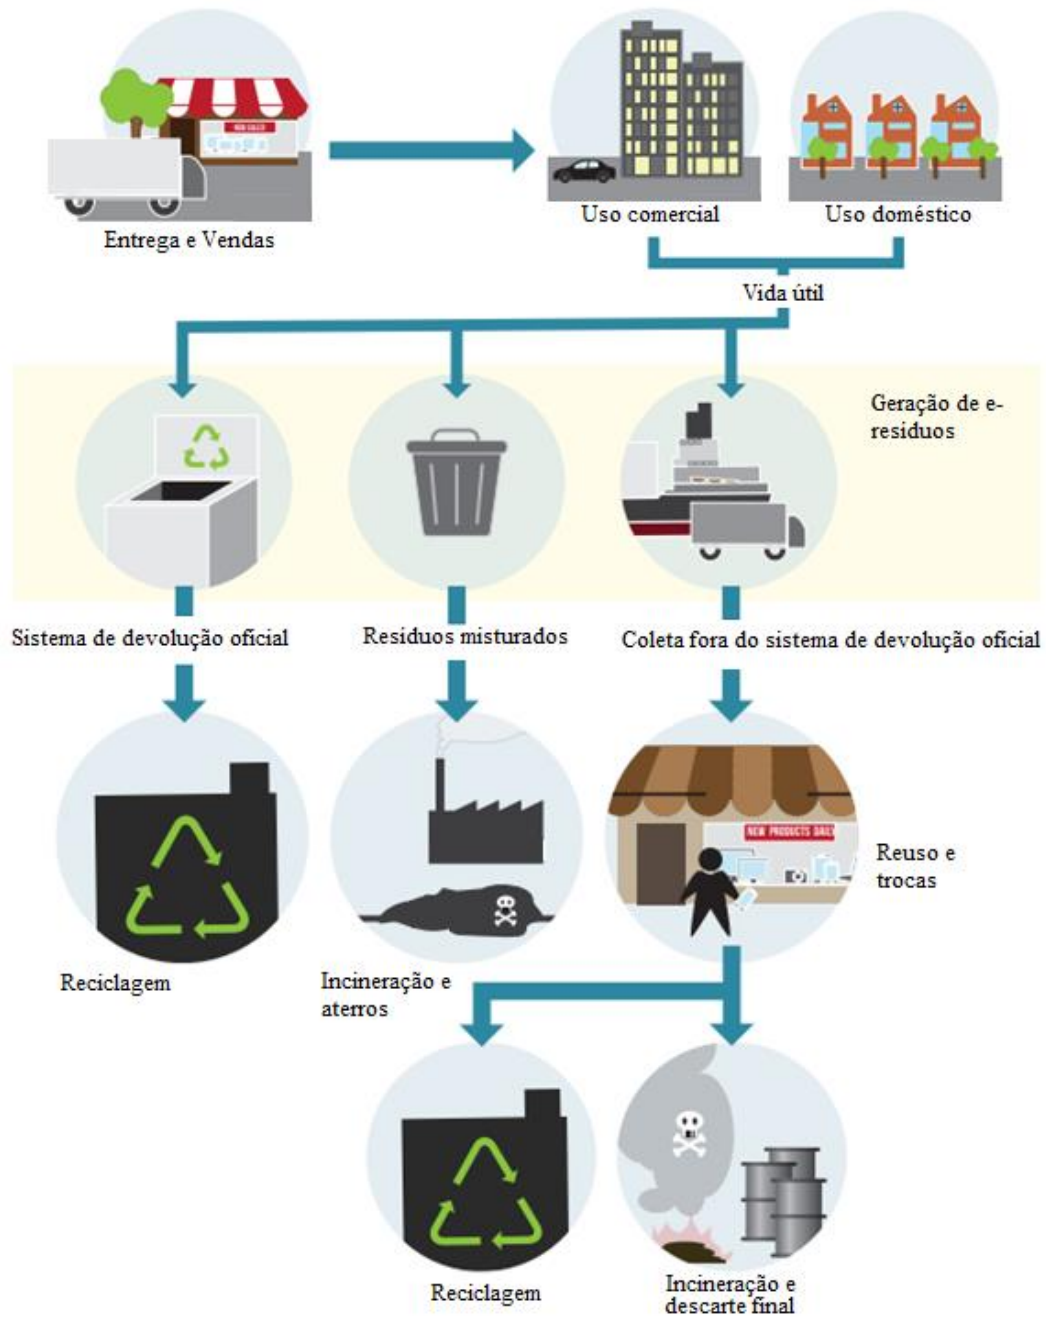 Entrega e Vendas
Uso comercial
Uso doméstico
Vida útil
Geração de e-
resíduos
Sistema de devolução oficial
Resíduos misturados
Coleta fora do sistema de devolução oficial
NEW PRODUCTS DAILY
Reuso e
trocas
Reciclagem
Incineração e
aterros
Reciclagem
Incineração e
descarte final